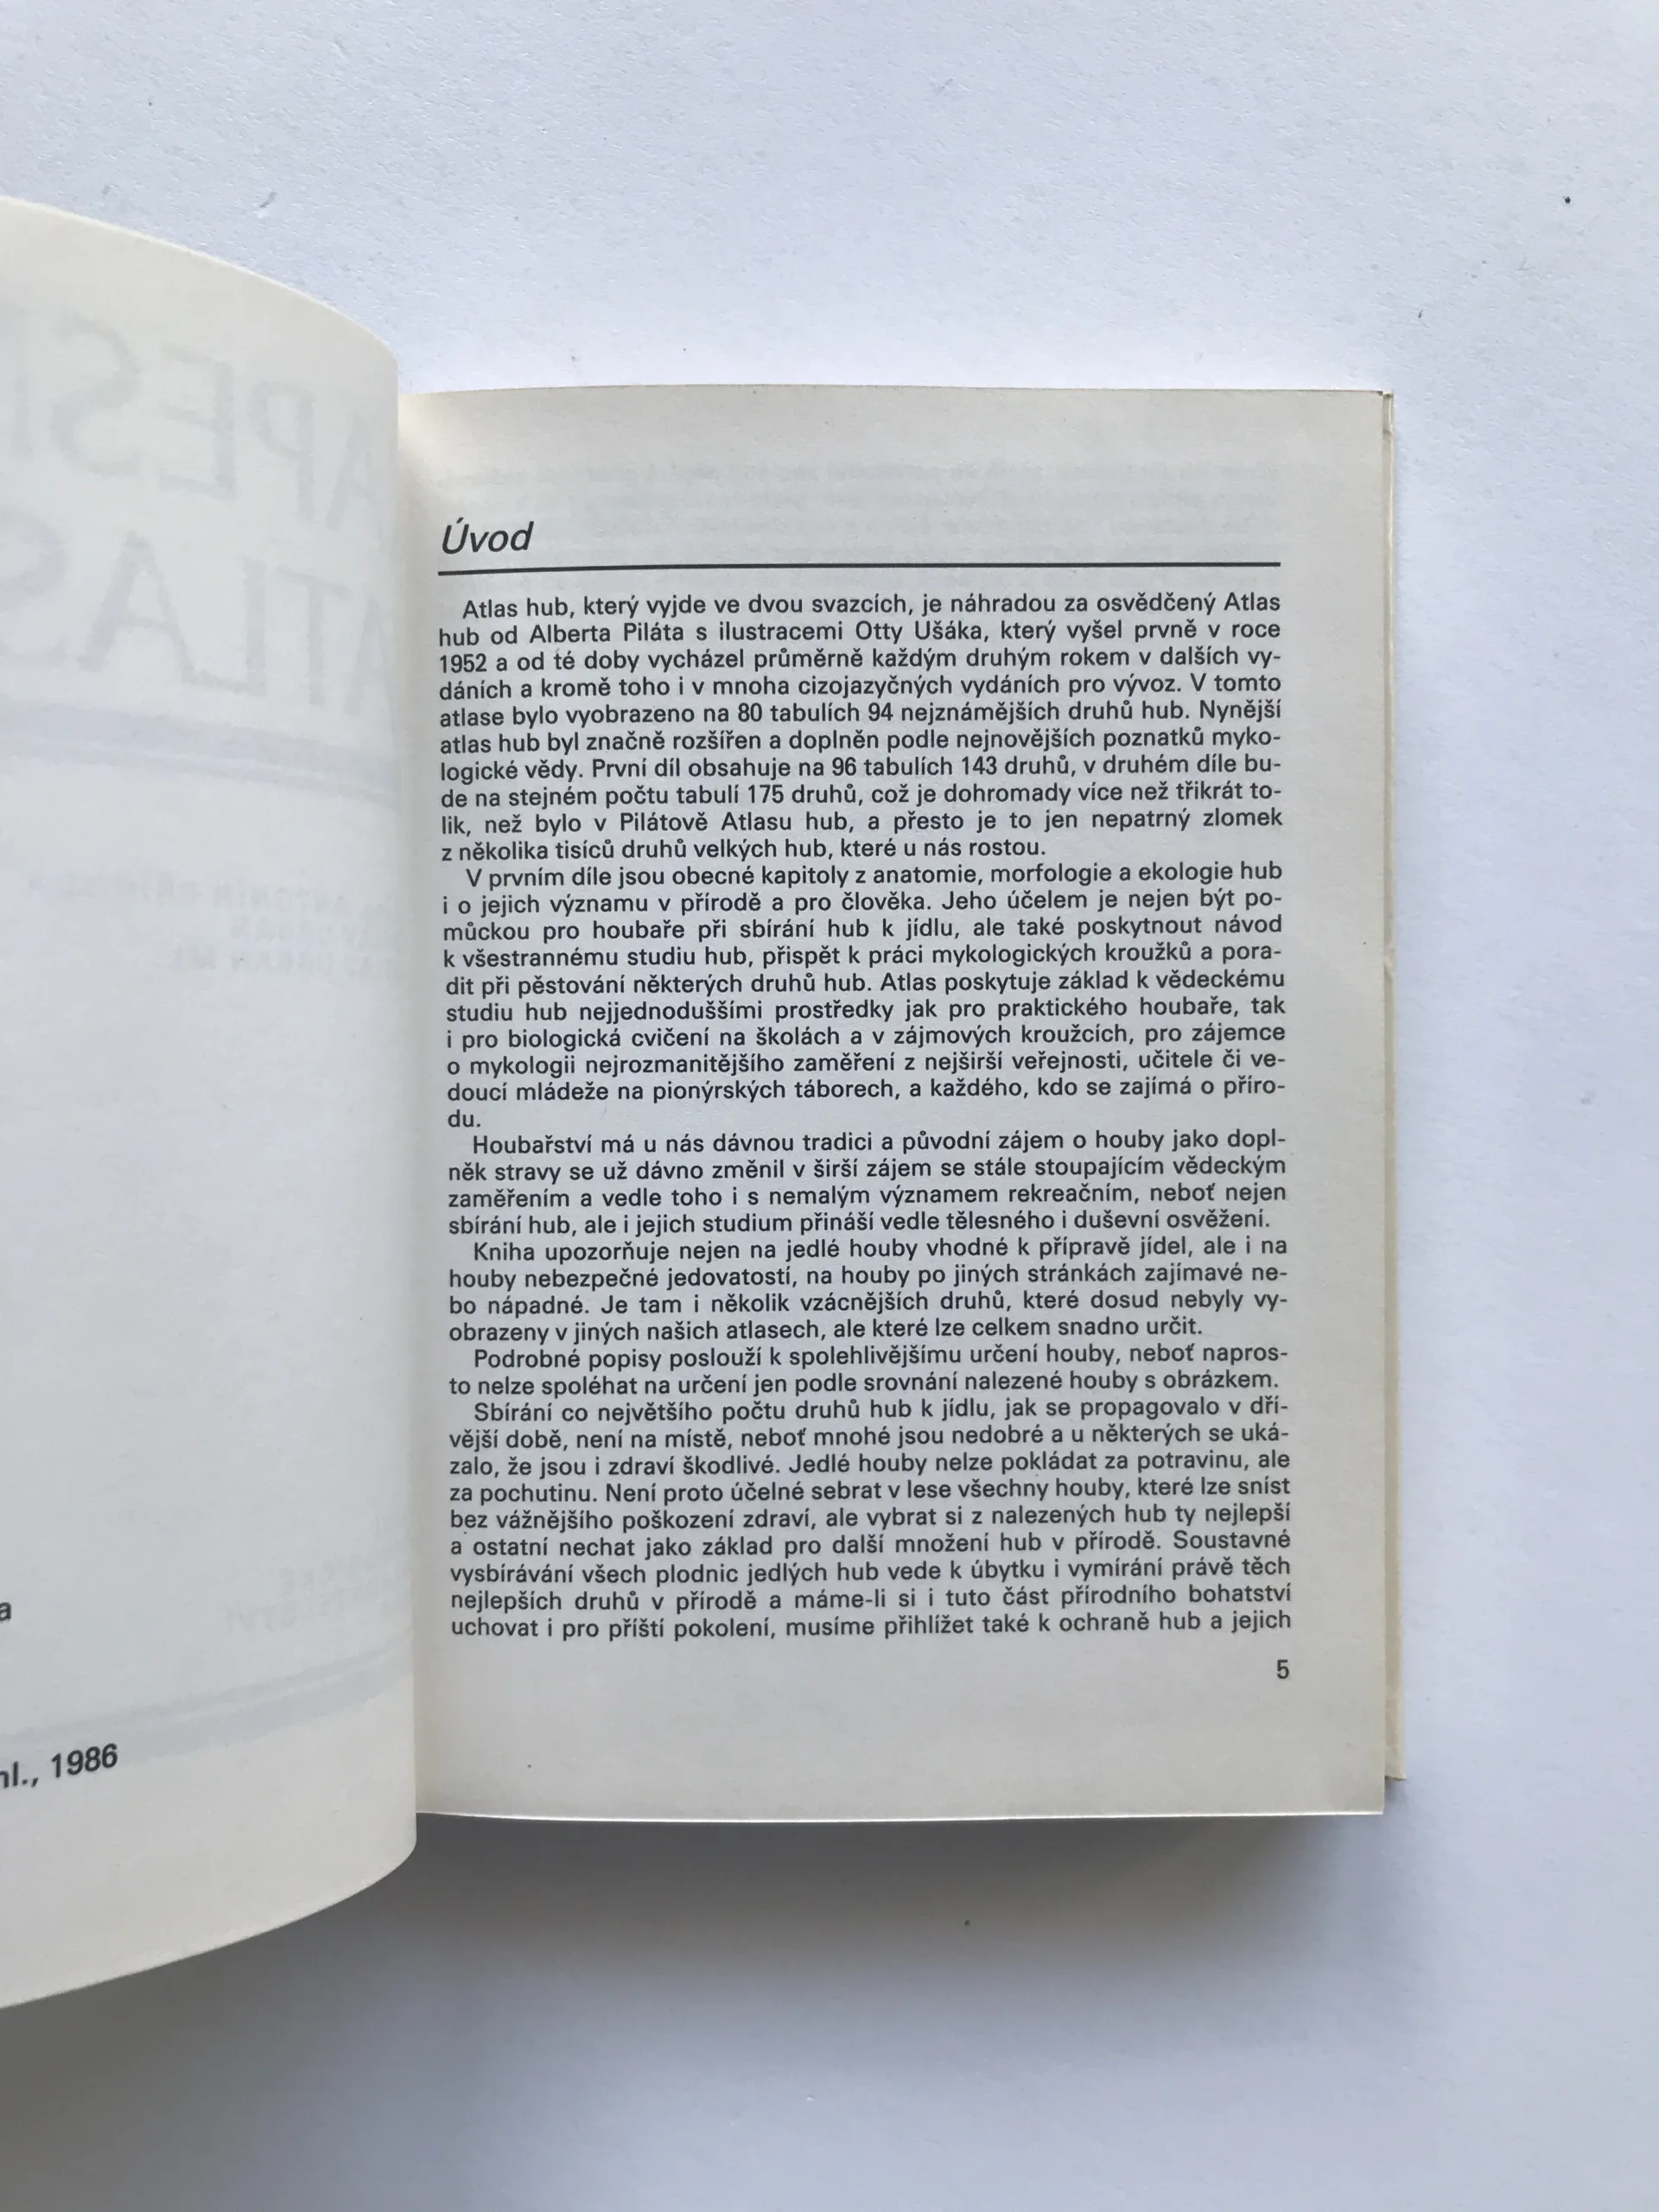 1986
Úvod
Atlas hub, který vyjde ve dvou svazcích, je náhradou za osvědčený Atlas
hub od Alberta Piláta s ilustracemi Otty Ušáka, který vyšel prvně v roce
1952 a od té doby vycházel průměrně každým druhým rokem v dalších vy-
dáních a kromě toho i v mnoha cizojazyčných vydáních pro vývoz. V tomto
atlase bylo vyobrazeno na 80 tabulích 94 nejznámějších druhů hub. Nynější
atlas hub byl značně rozšířen a doplněn podle nejnovějších poznatků myko-
logické vědy. První díl obsahuje na 96 tabulích 143 druhů, v druhém díle bu-
de na stejném počtu tabulí 175 druhů, což je dohromady více než třikrát to-
lik, než bylo v Pilátově Atlasu hub, a přesto je to jen nepatrný zlomek
z několika tisíců druhů velkých hub, které u nás rostou.
V prvním díle jsou obecné kapitoly z anatomie, morfologie a ekologie hub
i o jejich významu v přírodě a pro člověka. Jeho účelem je nejen být po-
můckou pro houbaře při sbírání hub k jídlu, ale také poskytnout návod
k všestrannému studiu hub, přispět k práci mykologických kroužků a pora-
dit při pěstování některých druhů hub. Atlas poskytuje základ k vědeckému
studiu hub nejjednoduššími prostředky jak pro praktického houbaře, tak
i pro biologická cvičení na školách a v zájmových kroužcích, pro zájemce
o mykologii nejrozmanitějšího zaměření z nejširší veřejnosti, učitele či ve-
doucí mládeže na pionýrských táborech, a každého, kdo se zajímá o příro-
du.
Houbařství má u nás dávnou tradici a původní zájem o houby jako dopl-
něk stravy se už dávno změnil v širší zájem se stále stoupajícím vědeckým
zaměřením a vedle toho i s nemalým významem rekreačním, neboť nejen
sbírání hub, ale i jejich studium přináší vedle tělesného i duševní osvěžení.
Kniha upozorňuje nejen na jedlé houby vhodné k přípravě jídel, ale i na
houby nebezpečné jedovatostí, na houby po jiných stránkách zajímavé ne-
bo nápadné. Je tam i několik vzácnějších druhů, které dosud nebyly vy-
obrazeny v jiných našich atlasech, ale které lze celkem snadno určit.
Podrobné popisy poslouží k spolehlivějšímu určení houby, neboť napros-
to nelze spoléhat na určení jen podle srovnání nalezené houby s obrázkem.
Sbírání co největšího počtu druhů hub k jídlu, jak se propagovalo v dří-
vější době, není na místě, neboť mnohé jsou nedobré a u některých se uká-
zalo, že jsou i zdraví škodlivé. Jedlé houby nelze pokládat za potravinu, ale
za pochutinu. Není proto účelné sebrat v lese všechny houby, které lze sníst
bez vážnějšího poškození zdraví, ale vybrat si z nalezených hub ty nejlepší
a ostatní nechat jako základ pro další množení hub v přírodě. Soustavné
vysbírávání všech plodnic jedlých hub vede k úbytku i vymírání právě těch
nejlepších druhů v přírodě a máme-li si i tuto část přírodního bohatství
uchovat i pro příští pokolení, musíme přihlížet také k ochraně hub a jejich
5